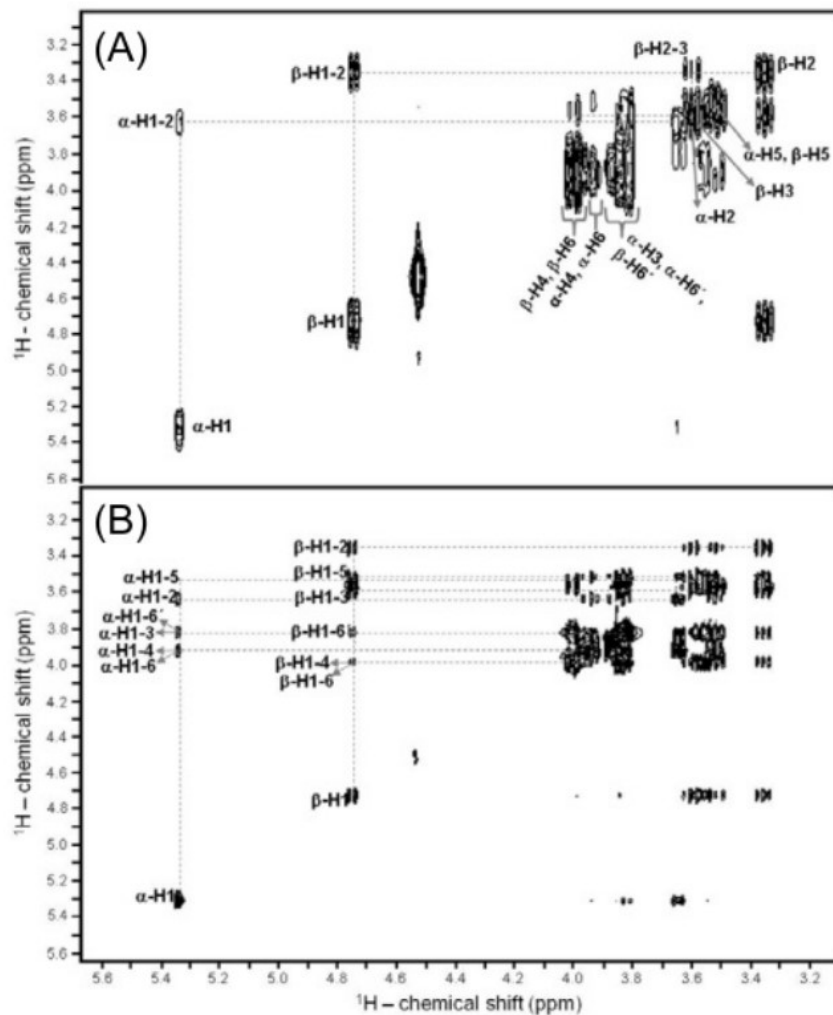 (A)
3.2
3.4
3.6
3.8
4.0
4.2
4.4
4.6
4.8
5.0
5.2
5.4
5.6
¹H - chemical shift (ppm)
β-H1-2
β-H2-3
β-H2
α-H1-2
α-H5, β-H5
β-H3
α-H2
β-H4, β-H6
α-H4, α-H6
α-H3, α-H6´,
β-H6´
β-H1
α-H1
(B)
3.2
3.4
3.6
3.8
4.0
4.2
4.4
4.6
4.8
5.0
5.2
5.4
5.6
¹H – chemical shift (ppm)
β-H1-2
α-H1-5
β-H1-5
α-H1-2
β-H1-3
α-H1-6´
α-H1-3
β-H1-6
α-H1-4
β-H1-4
α-H1-6
β-H1-6
β-H1
α-H1
5.6 5.4 5.2 5.0 4.8 4.6 4.4 4.2 4.0 3.8 3.6 3.4 3.2
¹H – chemical shift (ppm)